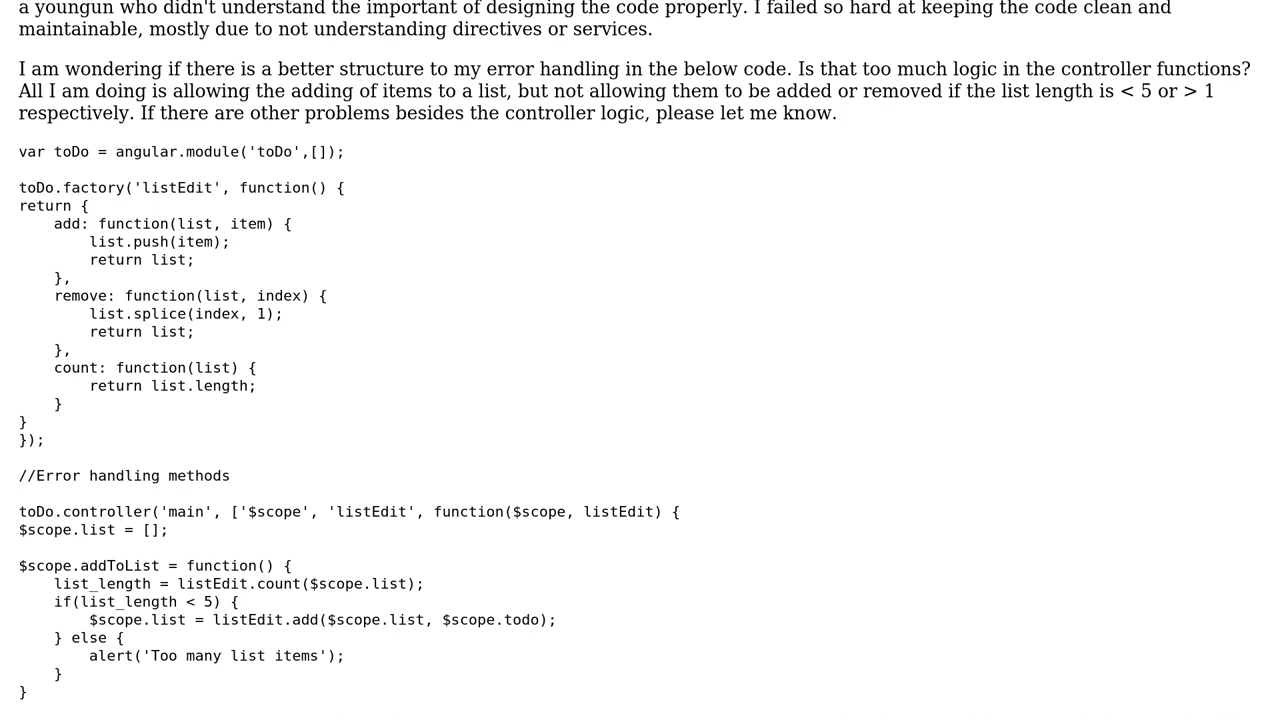 a youngun who didn't understand the important of designing the code properly. I failed so hard at keeping the code clean and
maintainable, mostly due to not understanding directives or services.
I am wondering if there is a better structure to my error handling in the below code. Is that too much logic in the controller functions?
All I am doing is allowing the adding of items to a list, but not allowing them to be added or removed if the list length is < 5 or > 1
respectively. If there are other problems besides the controller logic, please let me know.
var toDo = angular.module('toDo',[]);
toDo.factory('listEdit', function() {
return {
    add: function(list, item) {
        list.push(item);
        return list;
    },
    remove: function(list, index) {
        list.splice(index, 1);
        return list;
    },
    count: function(list) {
        return list.length;
    }
}
});
//Error handling methods
toDo.controller('main', ['$scope', 'listEdit', function($scope, listEdit) {
$scope.list = [];
$scope.addToList = function() {
    list_length = listEdit.count($scope.list);
    if(list_length < 5) {
        $scope.list = listEdit.add($scope.list, $scope.todo);
    } else {
        alert('Too many list items');
    }
}